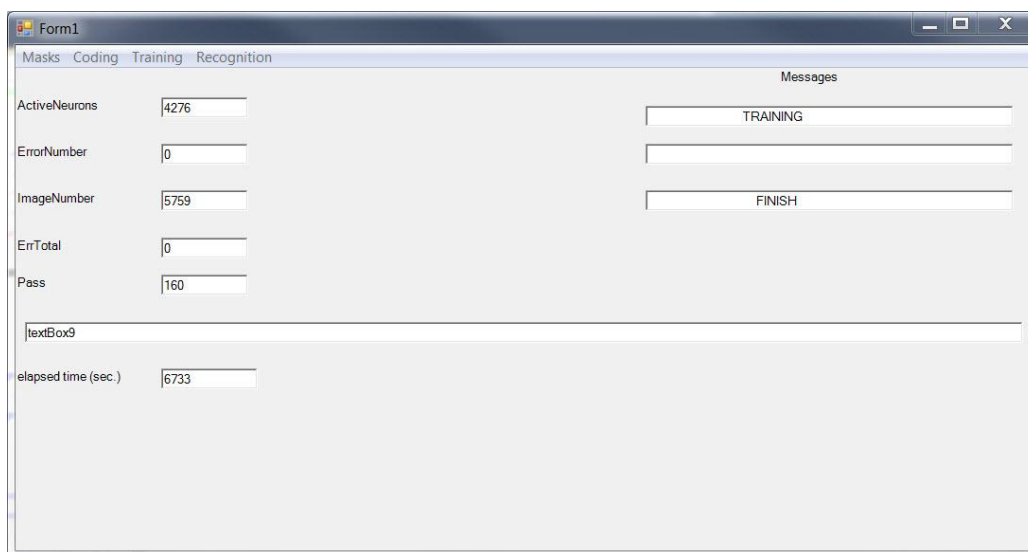 Form1
Masks Coding Training Recognition
Messages
ActiveNeurons 4276 TRAINING
ErrorNumber 0
ImageNumber 5759 FINISH
ErrTotal 0
Pass 160
textBox9
elapsed time (sec.) 6733